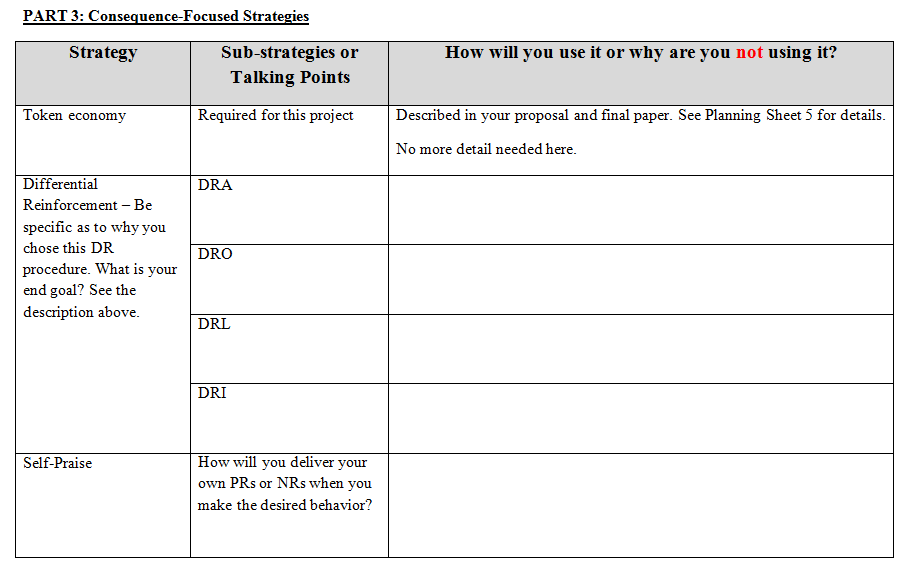 PART 3: Consequence-Focused Strategies
Strategy
Sub-strategies or
Talking Points
How will you use it or why are you not using it?
Token economy
Required for this project
Described in your proposal and final paper. See Planning Sheet 5 for details.
No more detail needed here.
Differential
Reinforcement – Be
specific as to why you
chose this DR
procedure. What is your
end goal? See the
description above.
DRA
DRO
DRL
DRI
Self-Praise
How will you deliver your
own PRs or NRs when you
make the desired behavior?